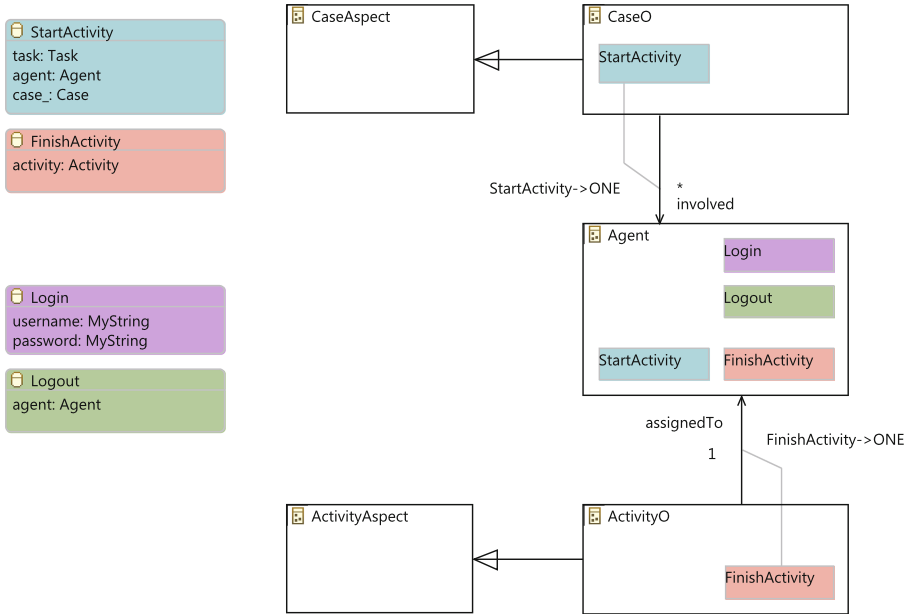 StartActivity
task: Task
agent: Agent
case_: Case
FinishActivity
activity: Activity
Login
username: MyString
password: MyString
Logout
agent: Agent
CaseAspect
CaseO
StartActivity
StartActivity->ONE
*
involved
Agent
Login
Logout
StartActivity
FinishActivity
assignedTo
FinishActivity->ONE
1
ActivityAspect
ActivityO
FinishActivity